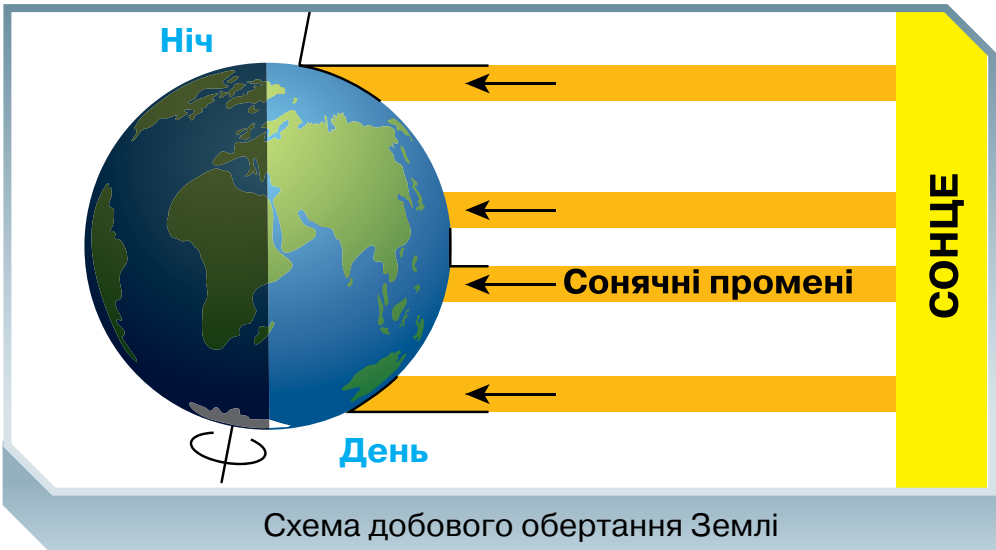 Ніч
СОНЦЕ
Сонячні промені
День
Схема добового обертання Землі